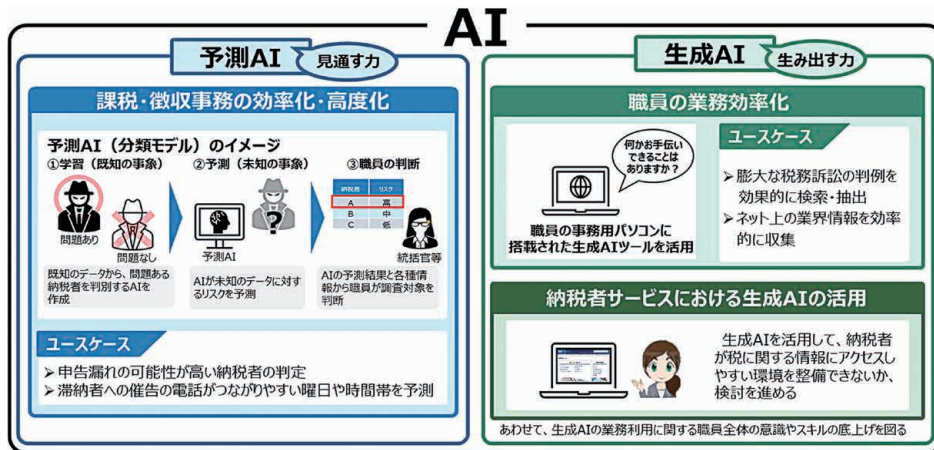 AI
予測AI
見通す力
課税・徴収事務の効率化・高度化
予測AI（分類モデル）のイメージ
①学習（既知の事象）
②予測（未知の事象）
③職員の判断
問題あり
問題なし
予測AI
?
納税者 リスク
A 高
B 中
C 低
統括官等
既知のデータから、問題ある
納税者を判別するAIを
作成
AIが未知のデータに対す
るリスクを予測
AIの予測結果と各種情
報から職員が調査対象を
判断
ユースケース
➢申告漏れの可能性が高い納税者の判定
➢滞納者への催告の電話がつながりやすい曜日や時間帯を予測
生成AI
生み出す力
職員の業務効率化
何かお手伝い
できることは
ありますか？
職員の事務用パソコンに
搭載された生成AIツールを活用
ユースケース
➢膨大な税務訴訟の判例を
効果的に検索・抽出
➢ネット上の業界情報を効率
的に収集
納税者サービスにおける生成AIの活用
生成AIを活用して、納税者
が税に関する情報にアクセスし
やすい環境を整備できないか、
検討を進める
あわせて、生成AIの業務利用に関する職員全体の意識やスキルの底上げを図る